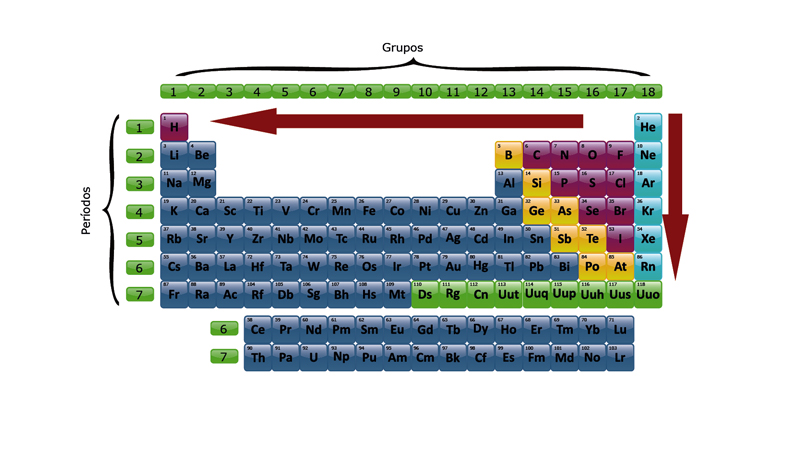 Grupos
1 2 3 4 5 6 7 8 9 10 11 12 13 14 15 16 17 18
Períodos
1 1 H 2 He
2 3 Li 4 Be 5 B 6 C 7 N 8 O 9 F 10 Ne
3 11 Na 12 Mg 13 Al 14 Si 15 P 16 S 17 Cl 18 Ar
4 19 K 20 Ca 21 Sc 22 Ti 23 V 24 Cr 25 Mn 26 Fe 27 Co 28 Ni 29 Cu 30 Zn 31 Ga 32 Ge 33 As 34 Se 35 Br 36 Kr
5 37 Rb 38 Sr 39 Y 40 Zr 41 Nb 42 Mo 43 Tc 44 Ru 45 Rh 46 Pd 47 Ag 48 Cd 49 In 50 Sn 51 Sb 52 Te 53 I 54 Xe
6 55 Cs 56 Ba 57 La 72 Hf 73 Ta 74 W 75 Re 76 Os 77 Ir 78 Pt 79 Au 80 Hg 81 Tl 82 Pb 83 Bi 84 Po 85 At 86 Rn
7 87 Fr 88 Ra 89 Ac 104 Rf 105 Db 106 Sg 107 Bh 108 Hs 109 Mt 110 Ds 111 Rg 112 Cn 113 Uut 114 Uuq 115 Uup 116 Uuh 117 Uus 118 Uuo
6 58 Ce 59 Pr 60 Nd 61 Pm 62 Sm 63 Eu 64 Gd 65 Tb 66 Dy 67 Ho 68 Er 69 Tm 70 Yb 71 Lu
7 90 Th 91 Pa 92 U 93 Np 94 Pu 95 Am 96 Cm 97 Bk 98 Cf 99 Es 100 Fm 101 Md 102 No 103 Lr